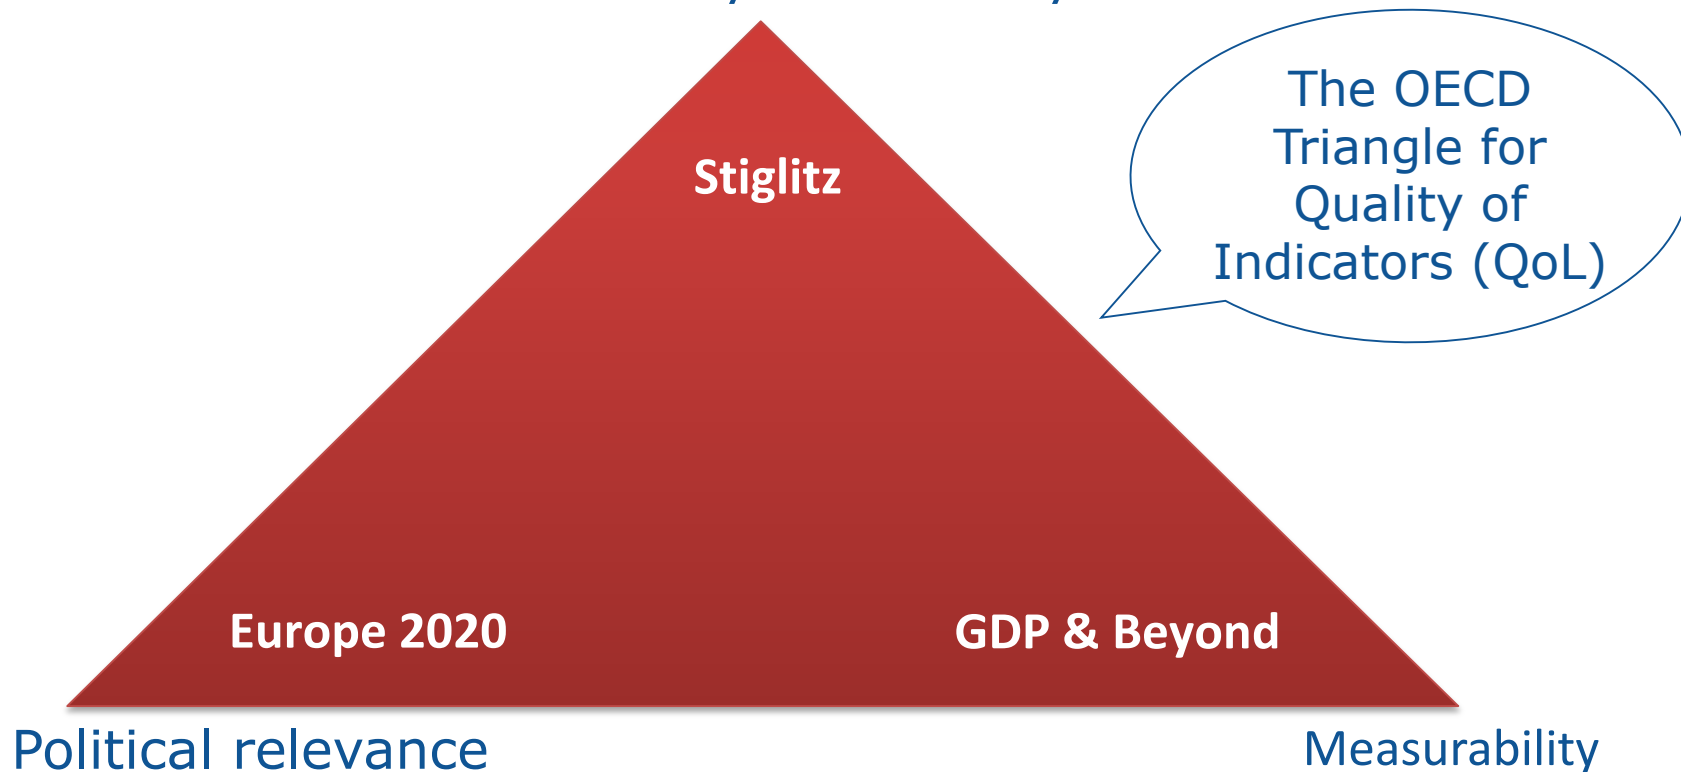 The OECD
Triangle for
Quality of
Indicators (QoL)
Stiglitz
Europe 2020
GDP & Beyond
Political relevance
Measurability